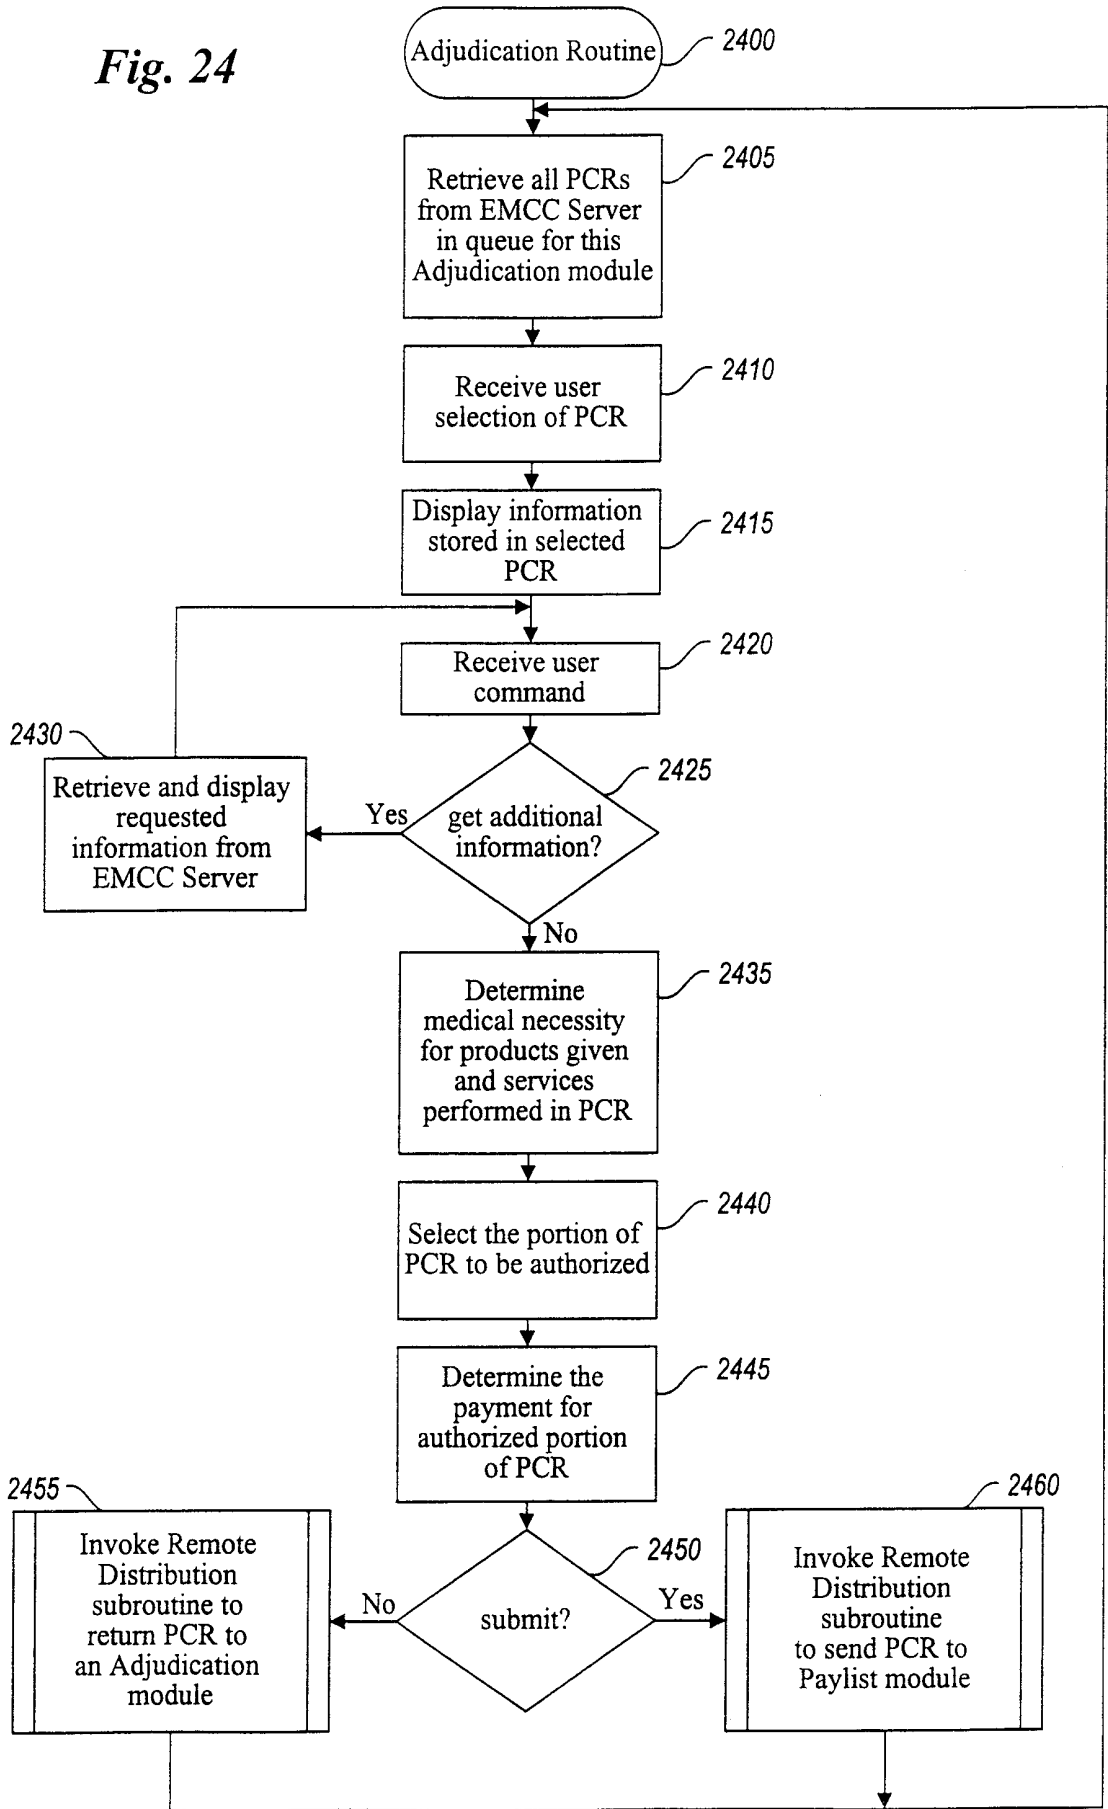 Fig. 24
Adjudication Routine
2400
2405
Retrieve all PCRs
from EMCC Server
in queue for this
Adjudication module
2410
Receive user
selection of PCR
2415
Display information
stored in selected
PCR
2420
Receive user
command
2430
Retrieve and display
requested
information from
EMCC Server
Yes
2425
get additional
information?
No
2435
Determine
medical necessity
for products given
and services
performed in PCR
2440
Select the portion of
PCR to be authorized
2445
Determine the
payment for
authorized portion
of PCR
2455
Invoke Remote
Distribution
subroutine to
return PCR to
an Adjudication
module
No
2450
submit?
Yes
2460
Invoke Remote
Distribution
subroutine
to send PCR to
Paylist module